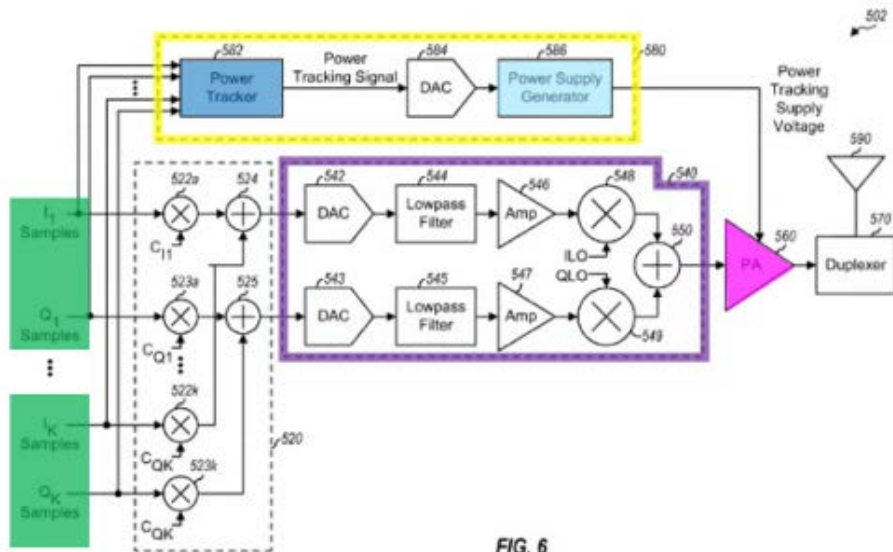 502
582
584
586
580
Power
Tracker
Power
Tracking Signal
DAC
Power Supply
Generator
Power
Tracking
Supply
Voltage
590
I1
Samples
522a
CI1
524
542
DAC
544
Lowpass
Filter
546
Amp
548
540
ILO
550
560
PA
570
Duplexer
Q1
Samples
523a
CQ1
525
543
DAC
545
Lowpass
Filter
547
Amp
QLO
549
IK
Samples
522k
CQK
520
QK
Samples
523k
CQK
FIG. 6